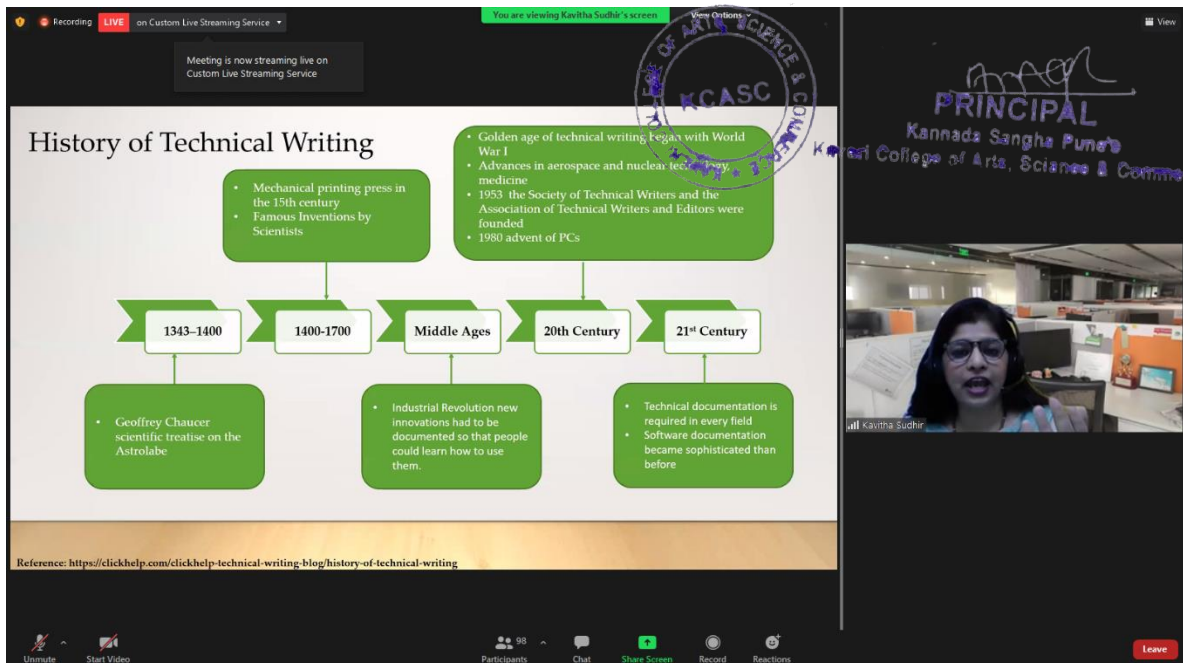 Recording LIVE on Custom Live Streaming Service
You are viewing Kavitha Sudhir's screen View Options
View
Meeting is now streaming live on
Custom Live Streaming Service
KCASC
OF ARTS, SCIENCE & COMMERCE
PRINCIPAL
Kannada Sangha Pune's
College of Arts, Science & Comme
History of Technical Writing
• Mechanical printing press in
the 15th century
• Famous Inventions by
Scientists
• Golden age of technical writing began with World
War I
• Advances in aerospace and nuclear technology,
medicine
• 1953 the Society of Technical Writers and the
Association of Technical Writers and Editors were
founded
• 1980 advent of PCs
1343–1400
1400-1700
Middle Ages
20th Century
21st Century
• Geoffrey Chaucer
scientific treatise on the
Astrolabe
• Industrial Revolution new
innovations had to be
documented so that people
could learn how to use
them.
• Technical documentation is
required in every field
• Software documentation
became sophisticated than
before
Kavitha Sudhir
Reference: https://clickhelp.com/clickhelp-technical-writing-blog/history-of-technical-writing
Unmute
Start Video
98
Participants
Chat
Share Screen
Record
Reactions
Leave